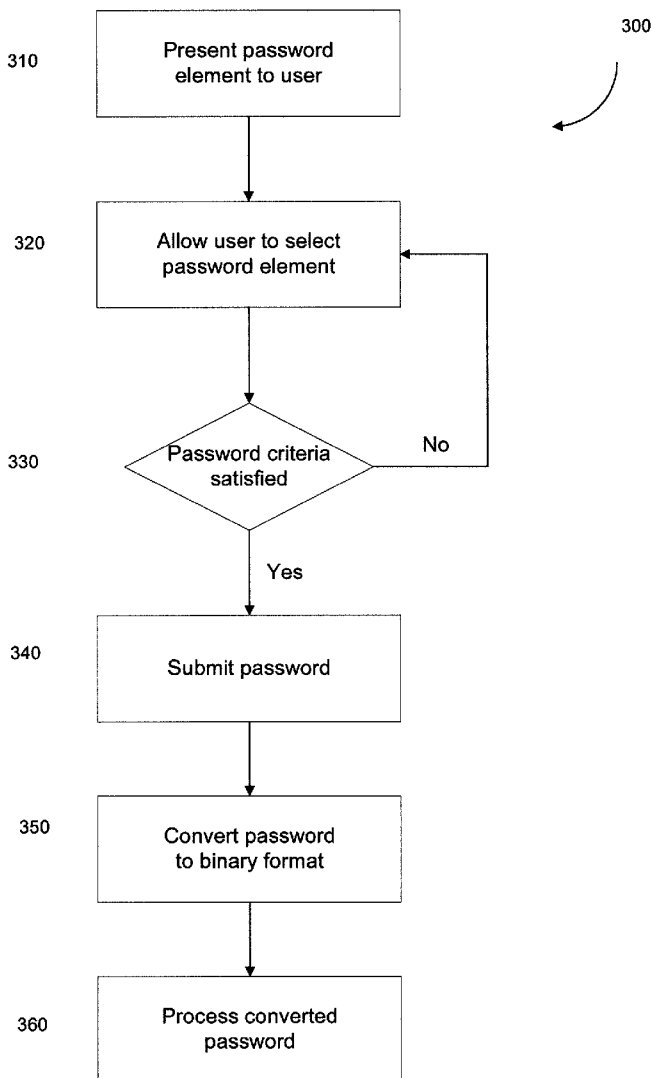 300
310
Present password
element to user
320
Allow user to select
password element
330
Password criteria
satisfied
No
Yes
340
Submit password
350
Convert password
to binary format
360
Process converted
password